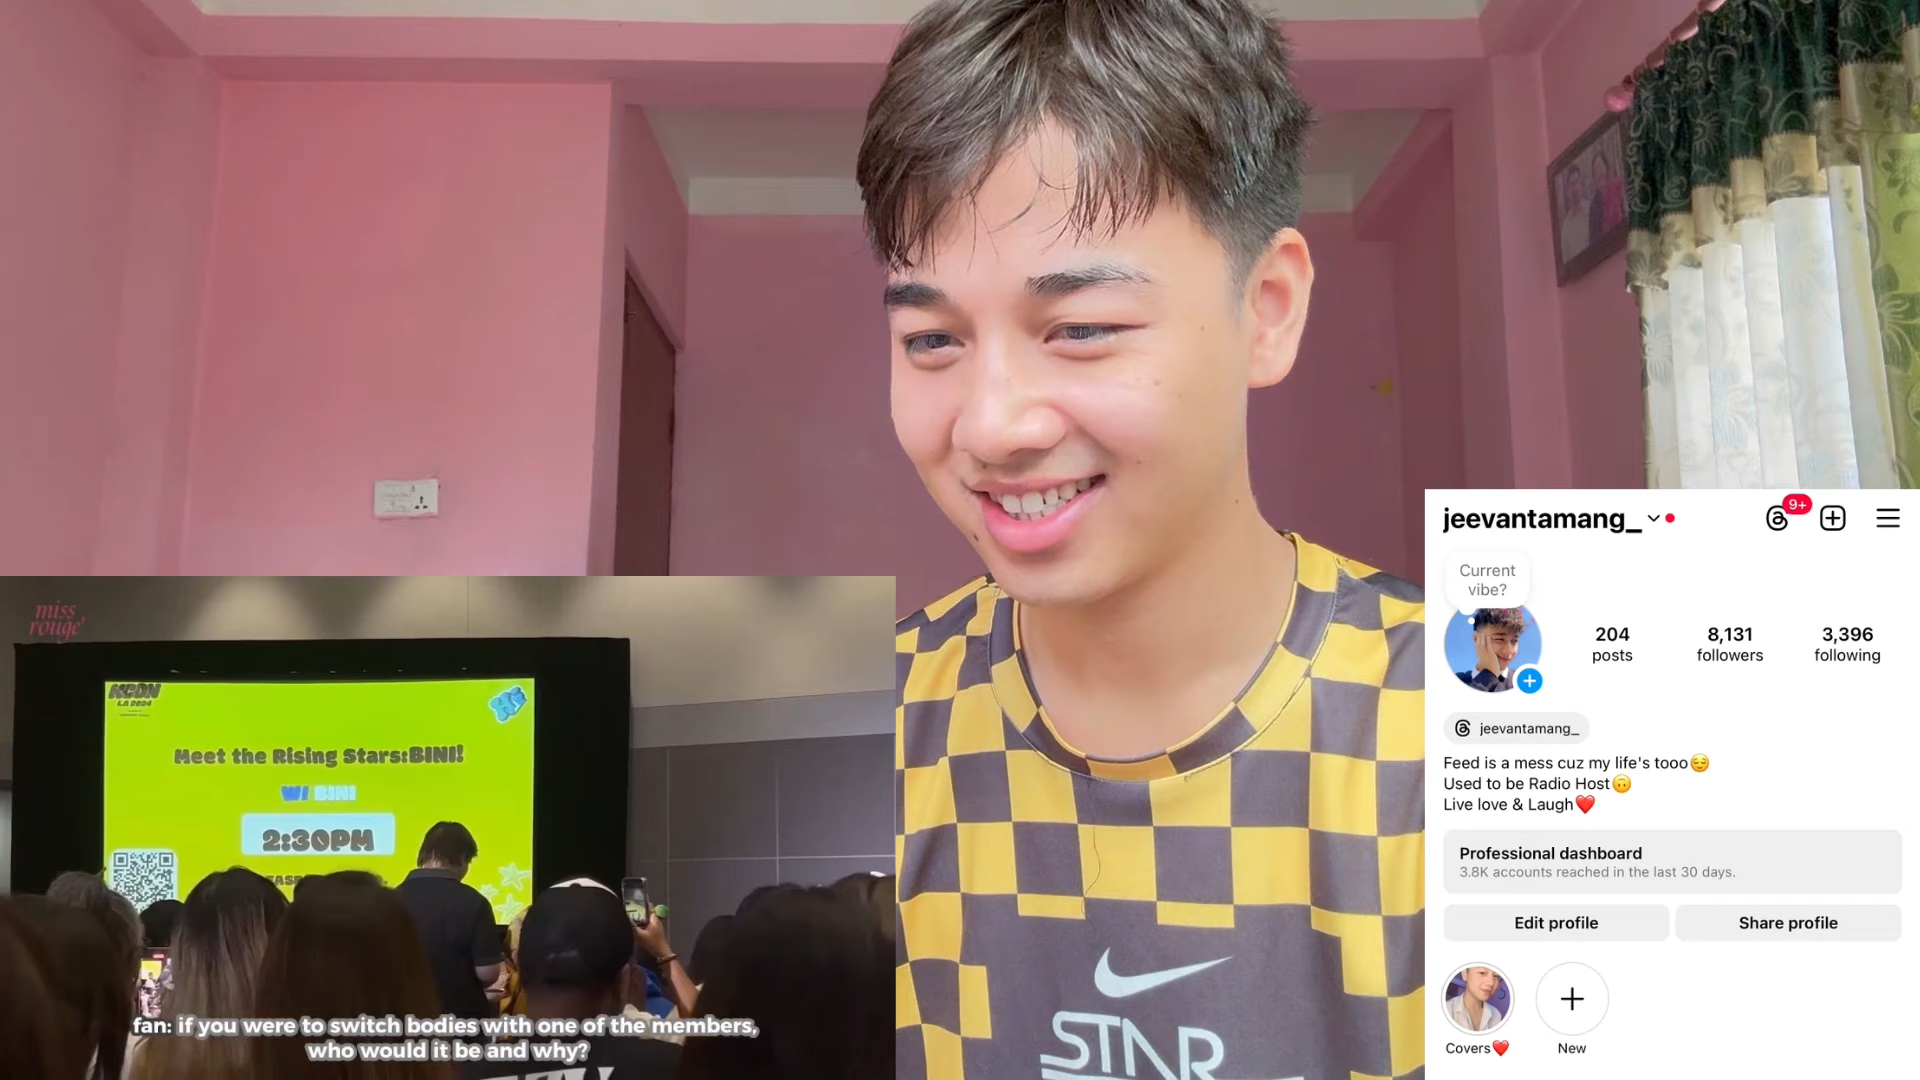 miss
rouge
KCON
LA 2024
Meet the Rising Stars:BINI!
W/ BINI
2:30PM
fan: if you were to switch bodies with one of the members,
who would it be and why?
STAR
jeevantamang_
9+
Current
vibe?
204
posts
8,131
followers
3,396
following
jeevantamang_
Feed is a mess cuz my life's tooo😌
Used to be Radio Host🙃
Live love & Laugh❤️
Professional dashboard
3.8K accounts reached in the last 30 days.
Edit profile
Share profile
Covers❤️
New